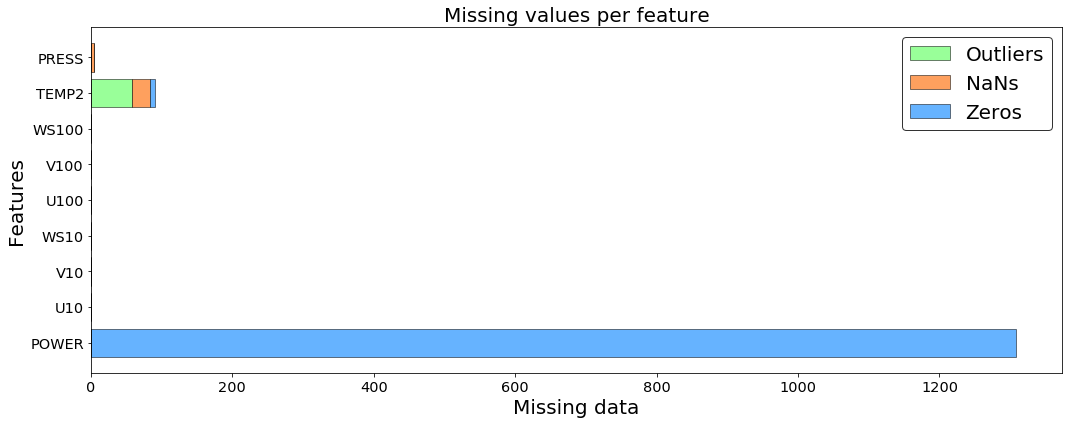 Missing values per feature
Outliers
NaNs
Zeros
Features
PRESS
TEMP2
WS100
V100
U100
WS10
V10
U10
POWER
0 200 400 600 800 1000 1200
Missing data